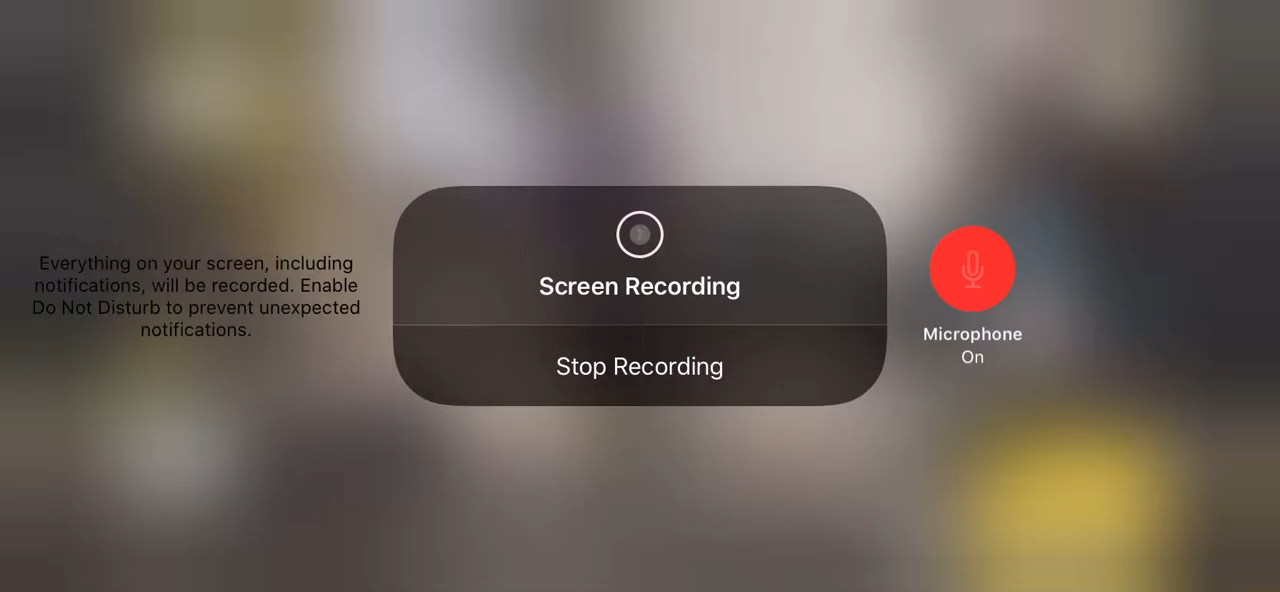 Everything on your screen, including
notifications, will be recorded. Enable
Do Not Disturb to prevent unexpected
notifications.
Screen Recording
Stop Recording
Microphone
On